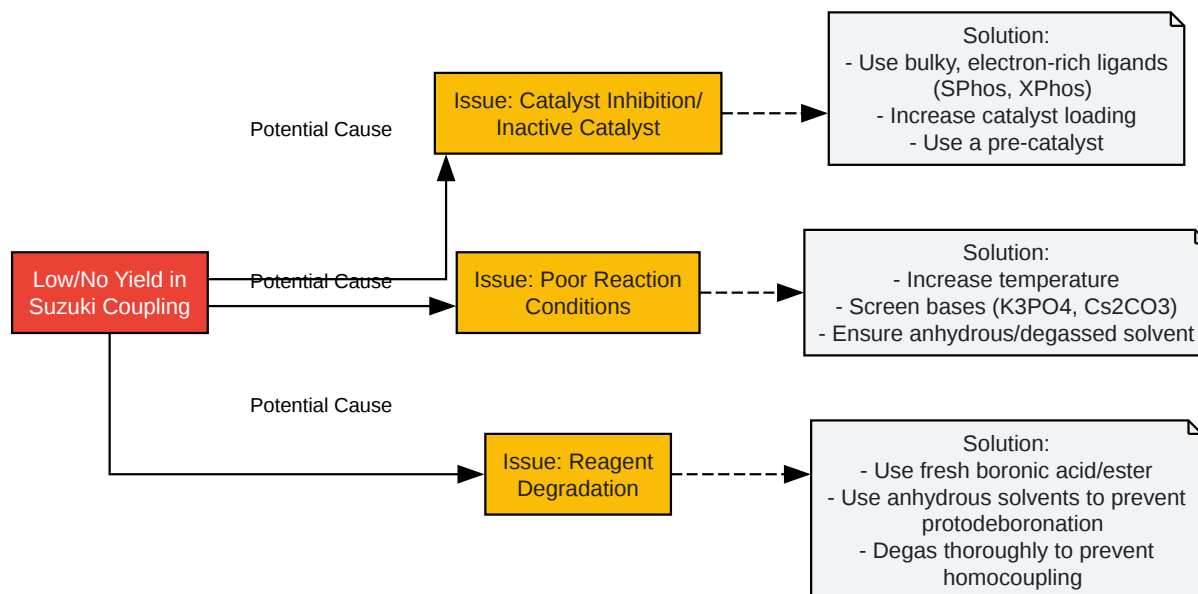 Low/No Yield in
Suzuki Coupling
Potential Cause
Issue: Catalyst Inhibition/
Inactive Catalyst
Solution:
- Use bulky, electron-rich ligands
(SPhos, XPhos)
- Increase catalyst loading
- Use a pre-catalyst
Potential Cause
Issue: Poor Reaction
Conditions
Solution:
- Increase temperature
- Screen bases (K3PO4, Cs2CO3)
- Ensure anhydrous/degassed solvent
Potential Cause
Issue: Reagent
Degradation
Solution:
- Use fresh boronic acid/ester
- Use anhydrous solvents to prevent
protodeboronation
- Degas thoroughly to prevent
homocoupling